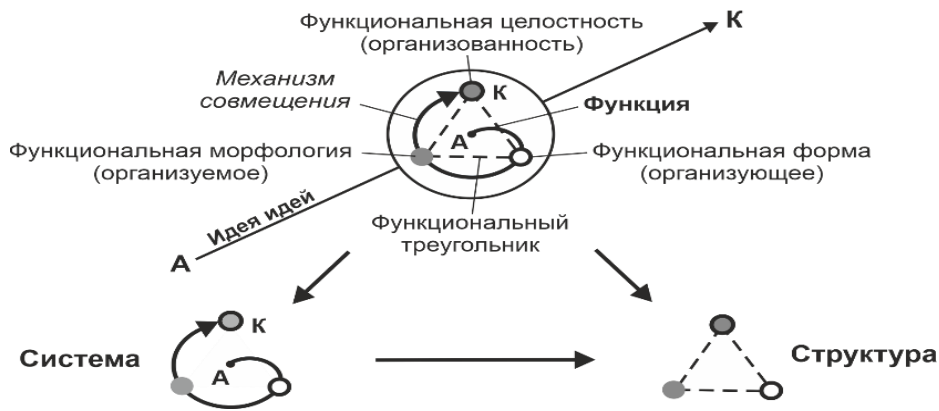 Функциональная целостность
(организованность)
К
Механизм
совмещения
К
Функция
А
Функциональная морфология
(организуемое)
Функциональная форма
(организующее)
Идея идей
Функциональный
треугольник
А
К
Система
А
Структура